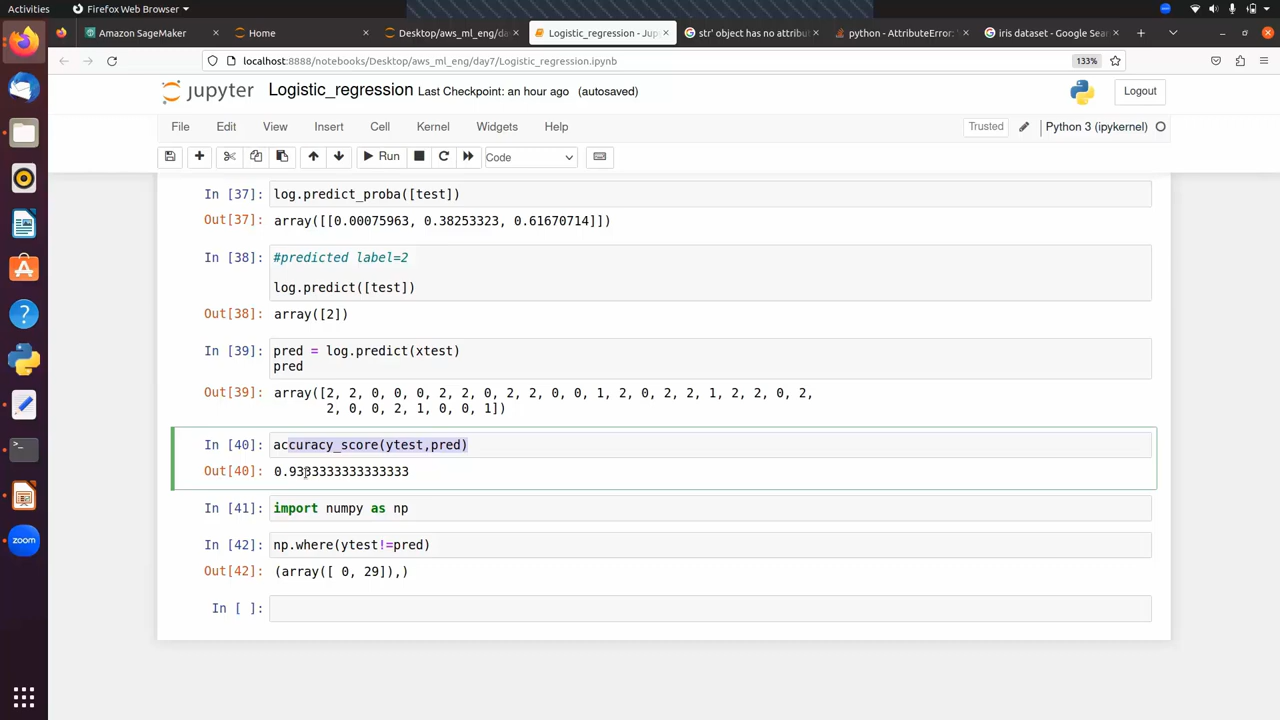 Activities
Firefox Web Browser
Amazon SageMaker
Home
Desktop/aws_ml_eng/da
Logistic_regression - Jup
str' object has no attribut
python - AttributeError:
iris dataset - Google Sear
localhost:8888/notebooks/Desktop/aws_ml_eng/day7/Logistic_regression.ipynb
133%
jupyter
Logistic_regression
Last Checkpoint: an hour ago
(autosaved)
Logout
File
Edit
View
Insert
Cell
Kernel
Widgets
Help
Trusted
Python 3 (ipykernel)
Run
Code
In [37]: log.predict_proba([test])
Out[37]: array([[0.00075963, 0.38253323, 0.61670714]])
In [38]: #predicted label=2
log.predict([test])
Out[38]: array([2])
In [39]: pred = log.predict(xtest)
pred
Out[39]: array([2, 2, 0, 0, 0, 2, 2, 0, 2, 2, 0, 0, 1, 2, 0, 2, 2, 1, 2, 2, 0, 2,
2, 0, 0, 2, 1, 0, 0, 1])
In [40]: accuracy_score(ytest,pred)
Out[40]: 0.9333333333333333
In [41]: import numpy as np
In [42]: np.where(ytest!=pred)
Out[42]: (array([ 0, 29]),)
In [ ]:
zoom